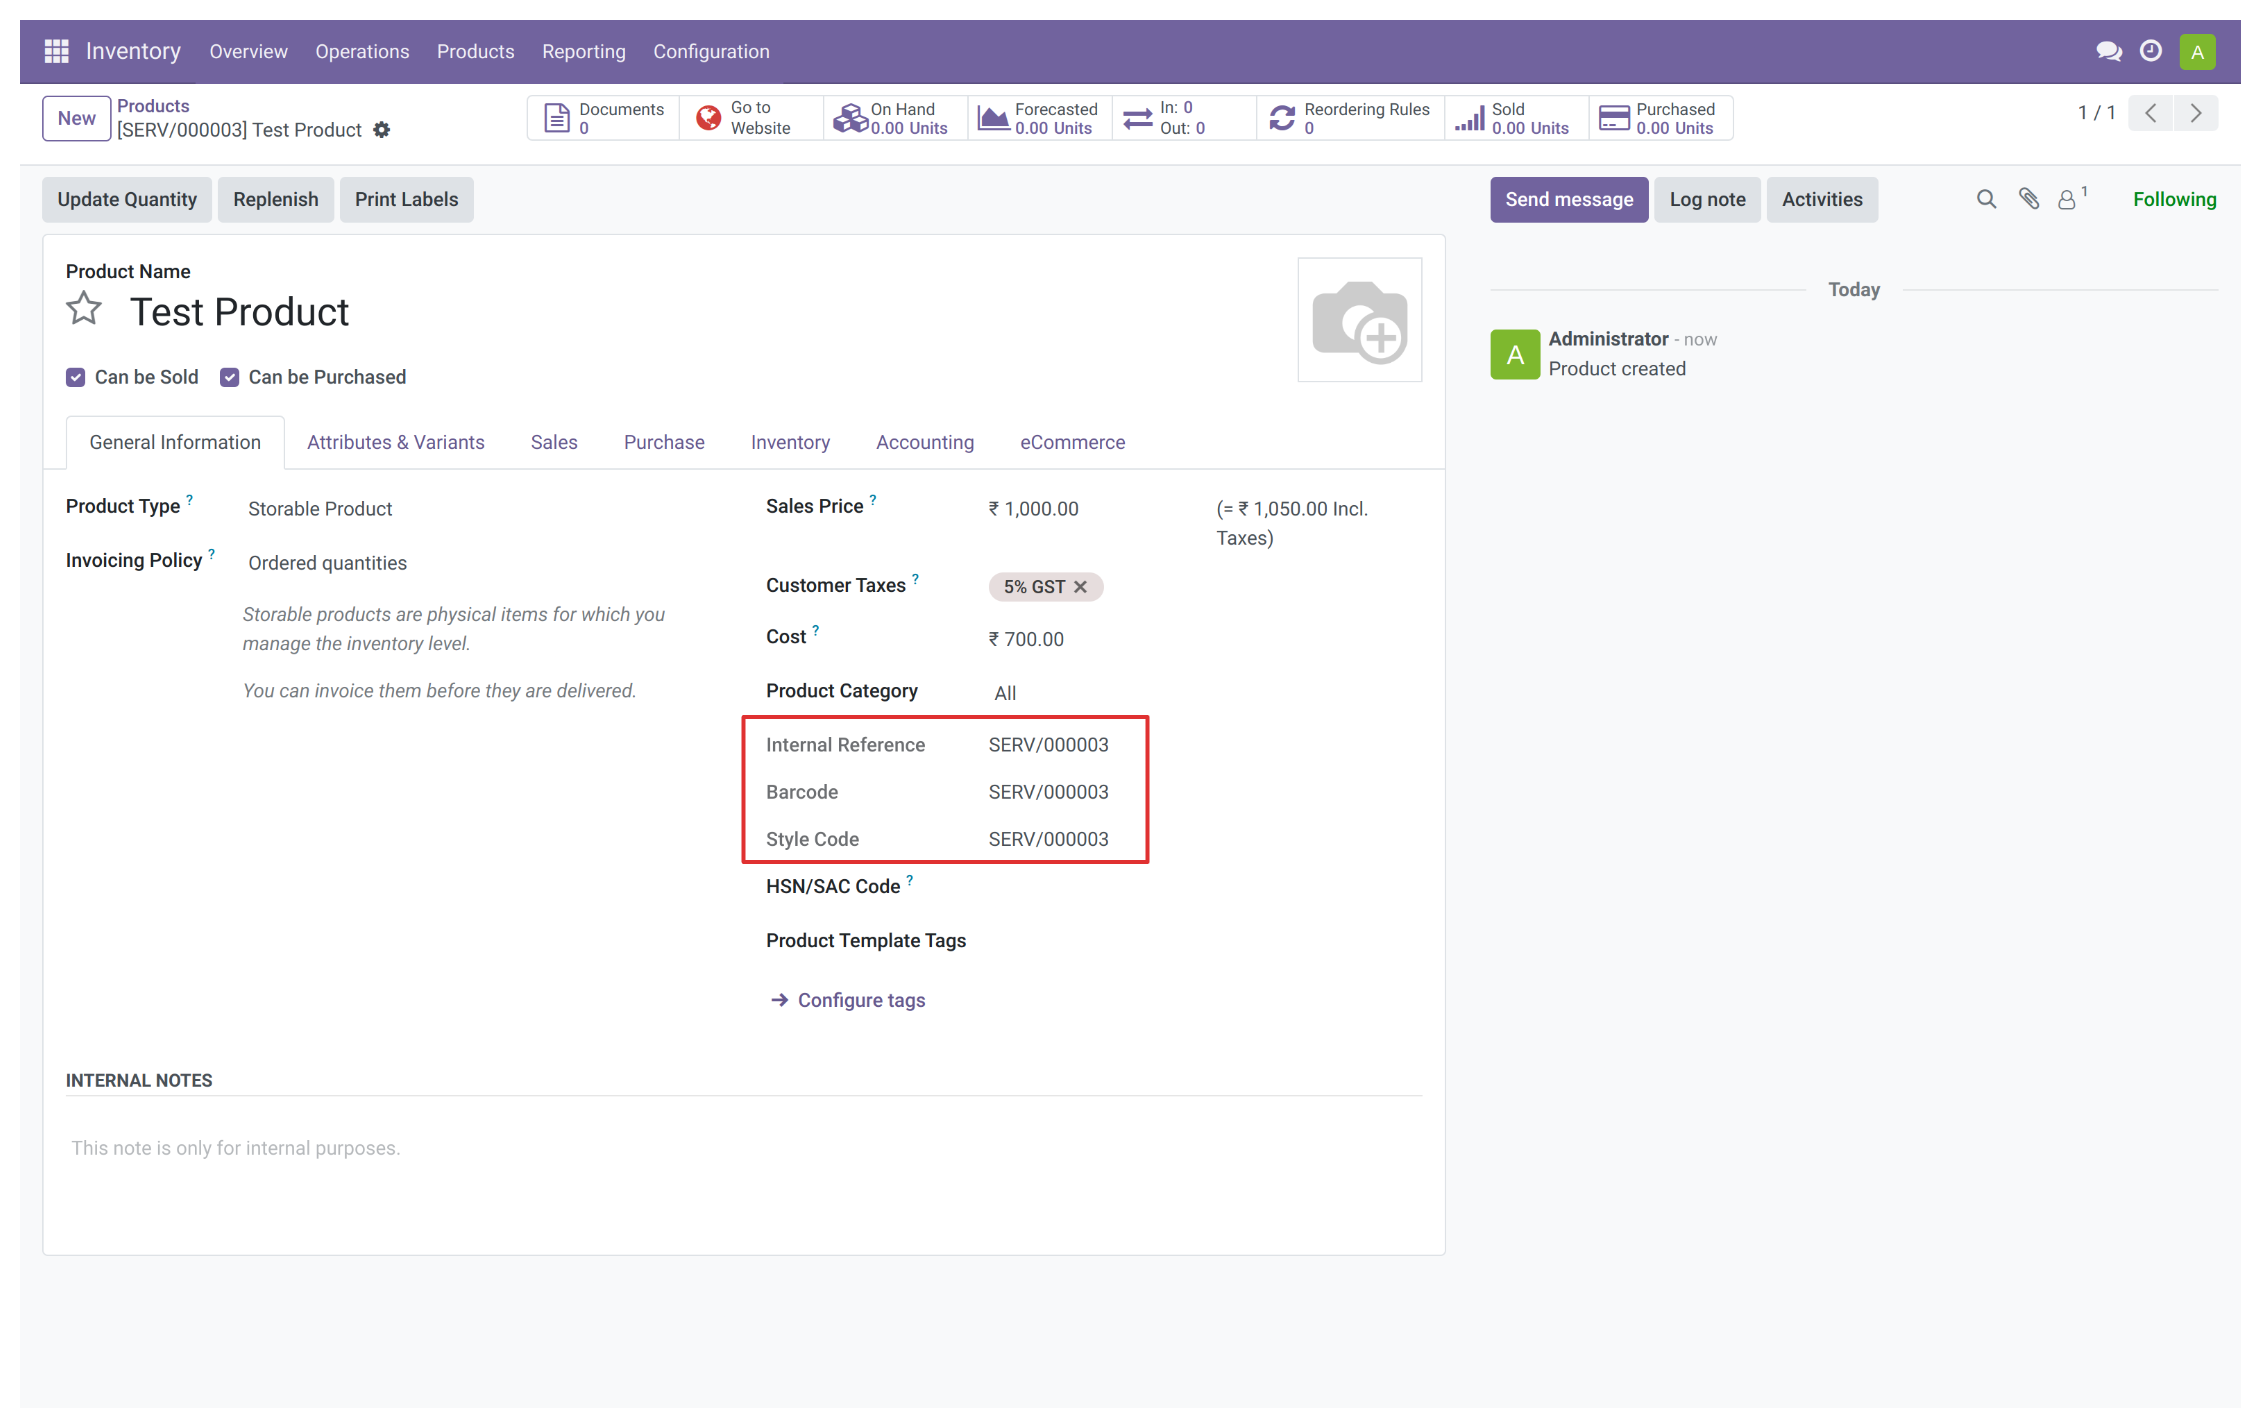 Inventory Overview Operations Products Reporting Configuration A
New
Products
[SERV/000003] Test Product
Documents
0
Go to
Website
On Hand
0.00 Units
Forecasted
0.00 Units
In: 0
Out: 0
Reordering Rules
0
Sold
0.00 Units
Purchased
0.00 Units
1 / 1
Update Quantity Replenish Print Labels
Send message Log note Activities 1 Following
Product Name
Test Product
Can be Sold Can be Purchased
General Information Attributes & Variants Sales Purchase Inventory Accounting eCommerce
Product Type ? Storable Product
Invoicing Policy ? Ordered quantities
Storable products are physical items for which you
manage the inventory level.
You can invoice them before they are delivered.
Sales Price ? ₹ 1,000.00 (= ₹ 1,050.00 Incl.
Taxes)
Customer Taxes ? 5% GST
Cost ? ₹ 700.00
Product Category All
Internal Reference SERV/000003
Barcode SERV/000003
Style Code SERV/000003
HSN/SAC Code ?
Product Template Tags
Configure tags
INTERNAL NOTES
This note is only for internal purposes.
Today
A
Administrator - now
Product created